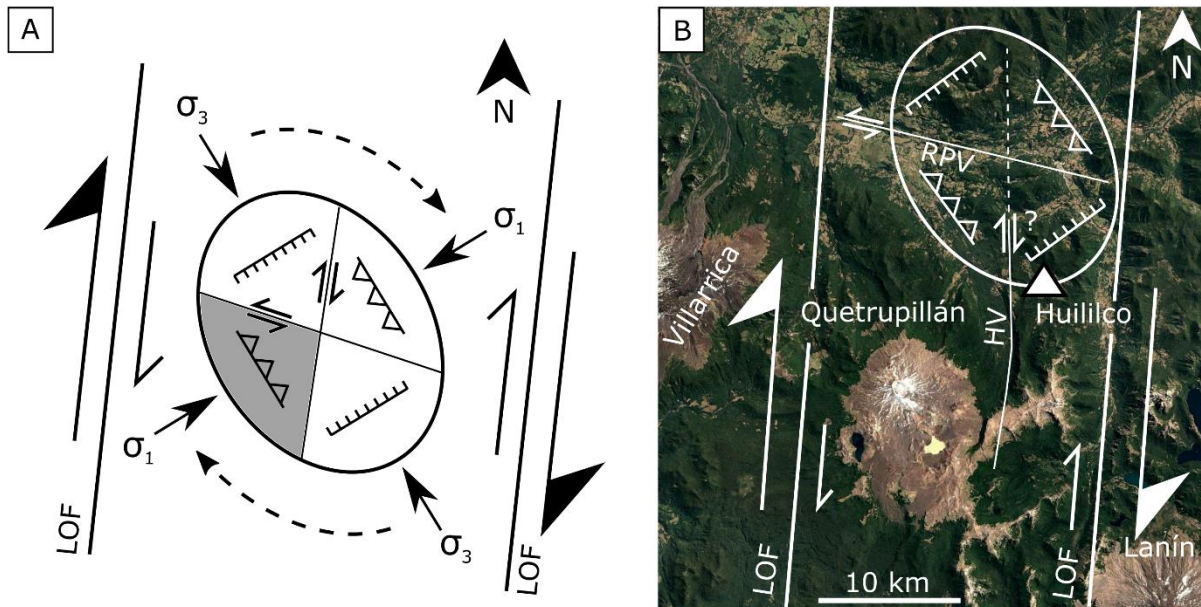 A
N
σ3
σ1
σ1
σ3
LOF
LOF
B
N
RPV
?
Villarrica
Quetrupillán
HV
Huililco
LOF
LOF
Lanín
10 km